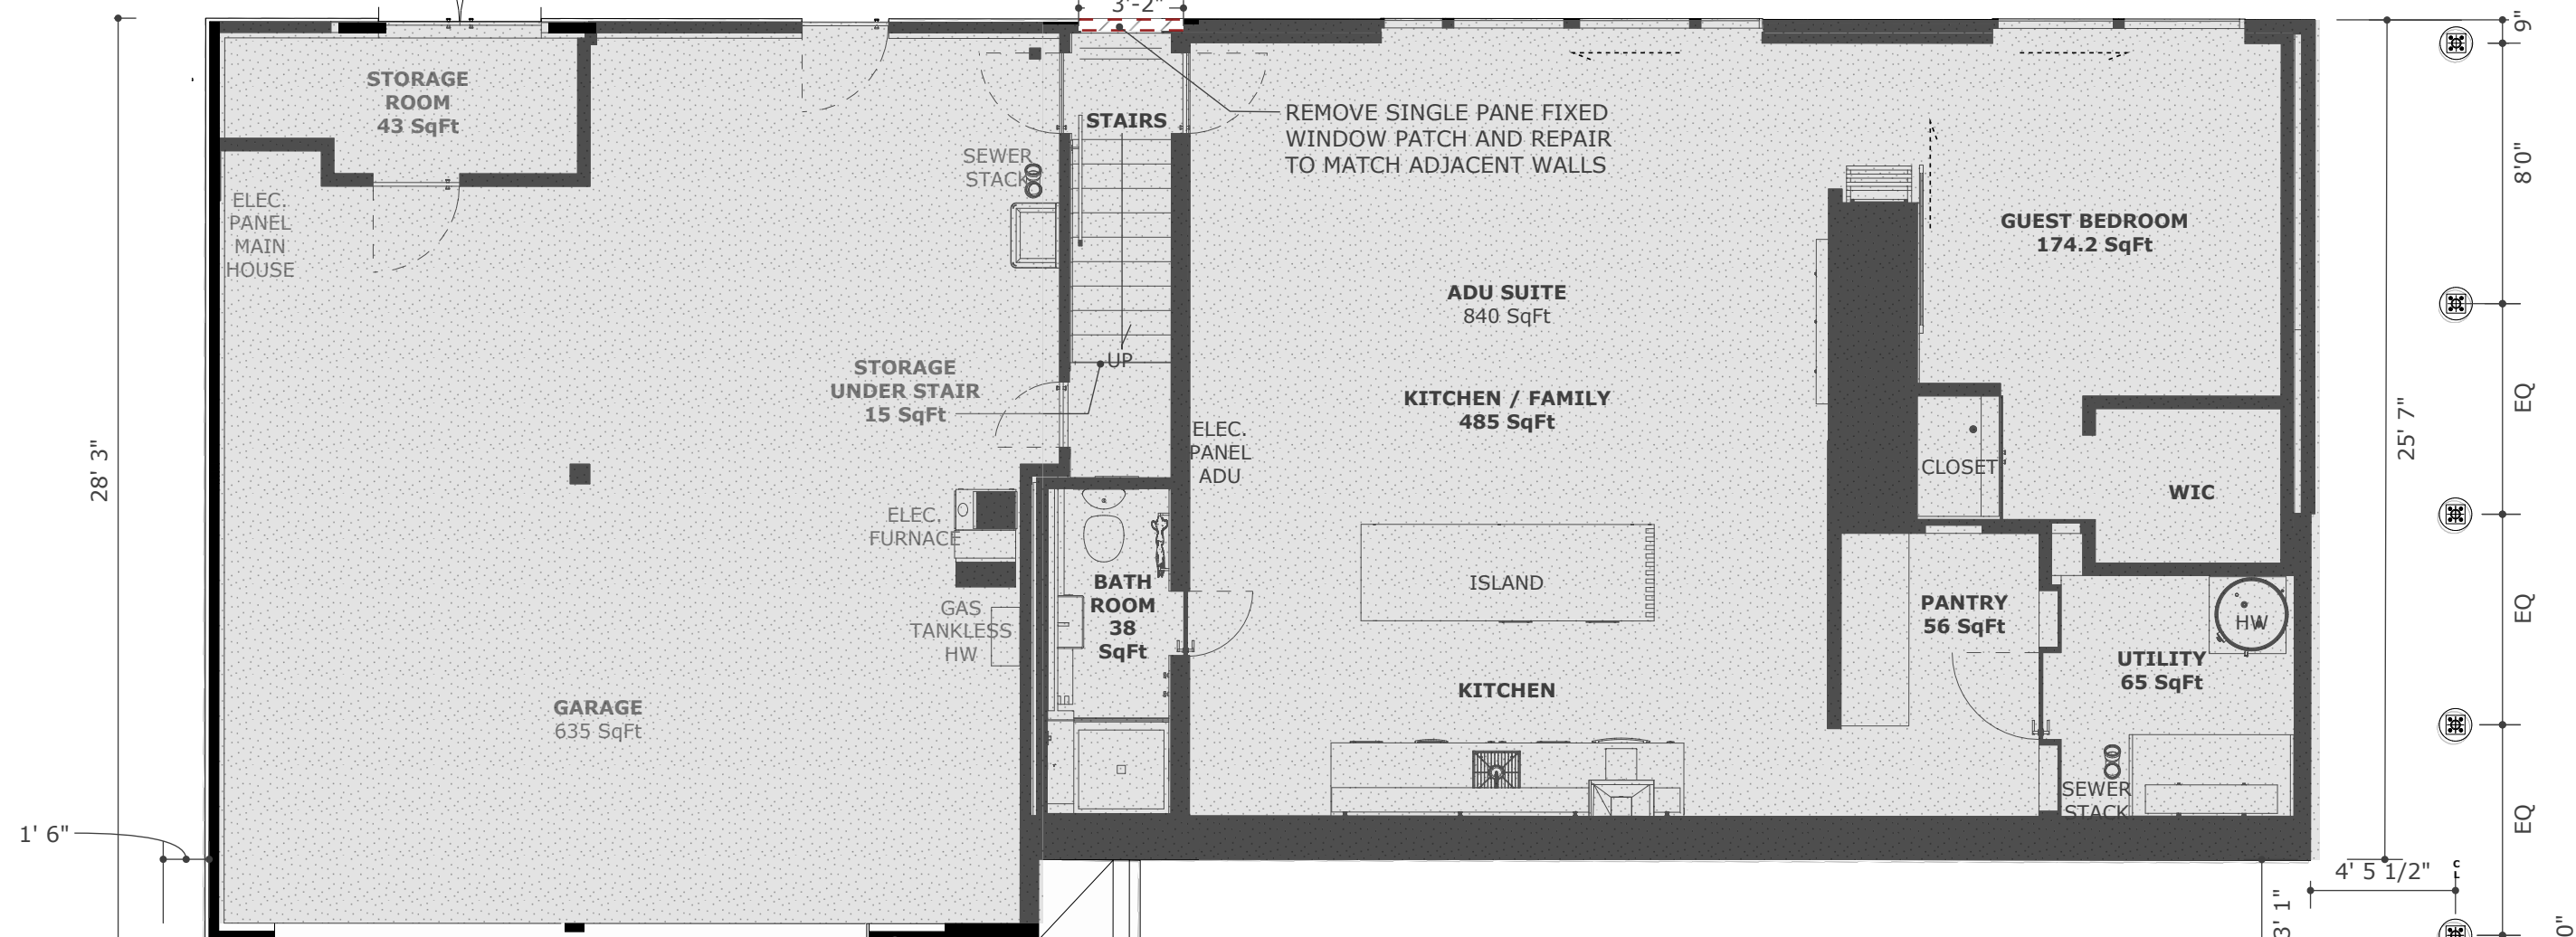 3'-2"
9"
STORAGE
ROOM
43 SqFt
STAIRS
REMOVE SINGLE PANE FIXED
WINDOW PATCH AND REPAIR
TO MATCH ADJACENT WALLS
SEWER
STACK
8'0"
ELEC.
PANEL
MAIN
HOUSE
GUEST BEDROOM
174.2 SqFt
ADU SUITE
840 SqFt
UP
STORAGE
UNDER STAIR
15 SqFt
KITCHEN / FAMILY
485 SqFt
EQ
28' 3"
25' 7"
ELEC.
PANEL
ADU
CLOSET
WIC
ELEC.
FURNACE
ISLAND
BATH
ROOM
38
SqFt
GAS
TANKLESS
HW
PANTRY
56 SqFt
HW
EQ
UTILITY
65 SqFt
KITCHEN
GARAGE
635 SqFt
SEWER
STACK
EQ
1' 6"
4' 5 1/2"
C
L
3' 1"
0"